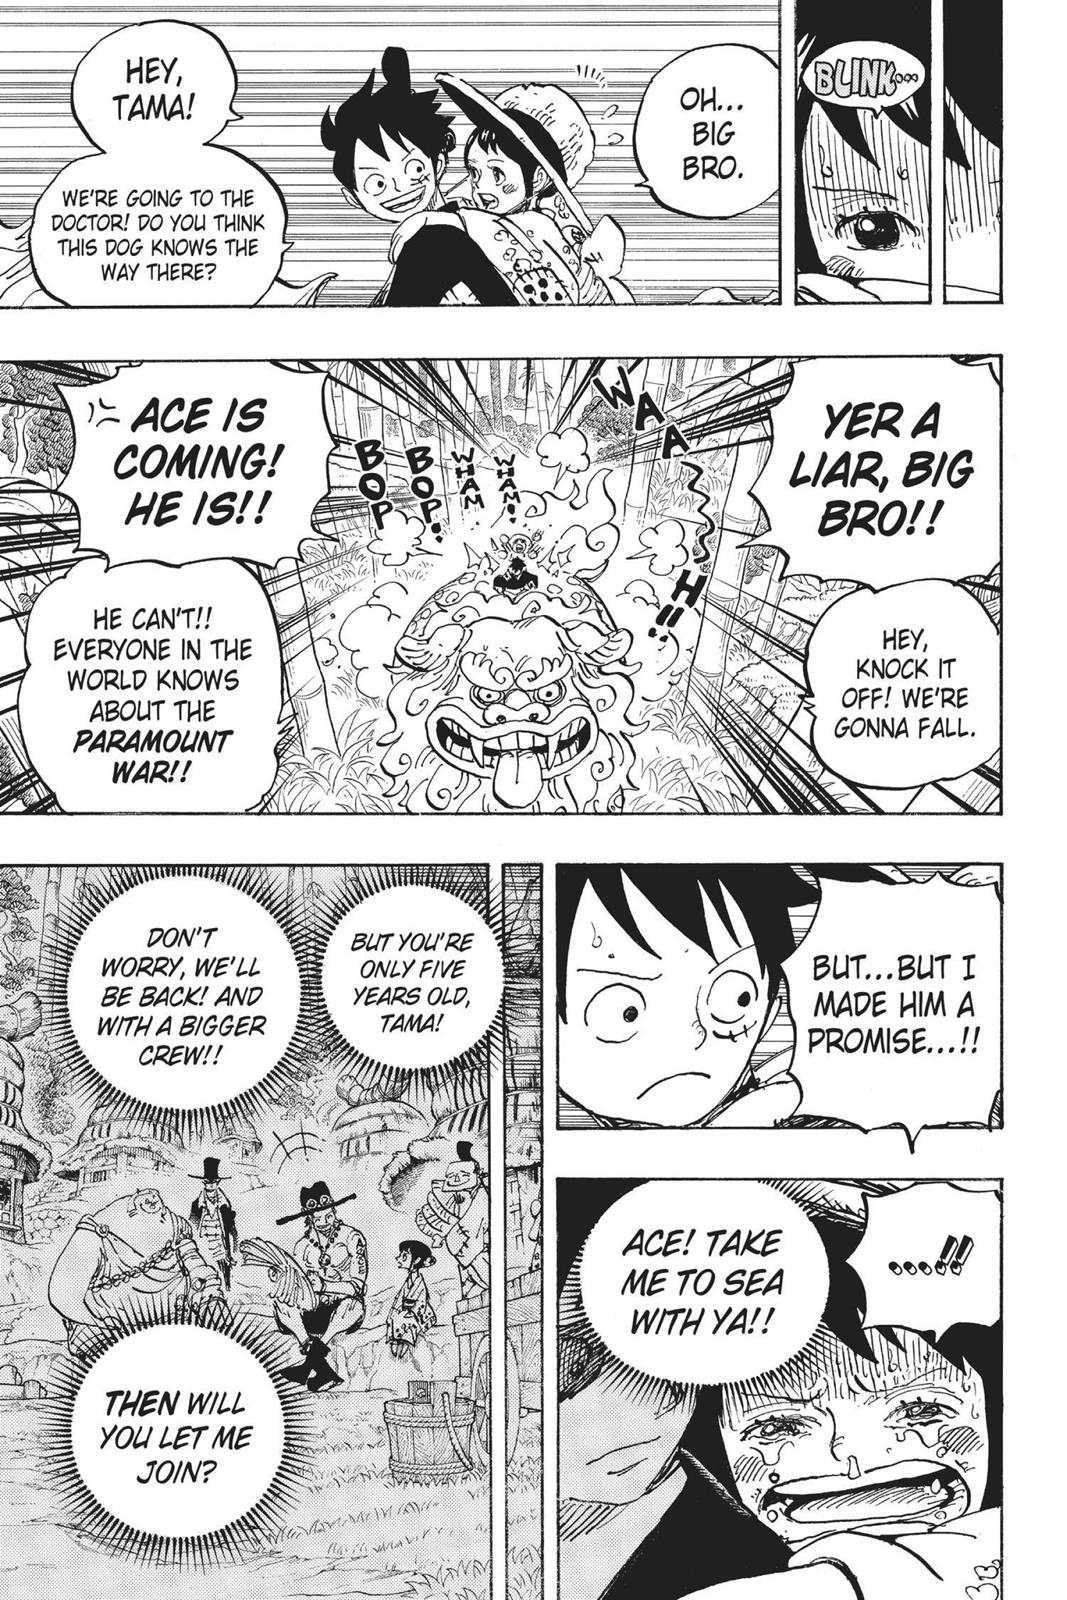 BLINK...
OH...
BIG
BRO.
HEY,
TAMA!
WE'RE GOING TO THE
DOCTOR! DO YOU THINK
THIS DOG KNOWS THE
WAY THERE?
YER A
LIAR, BIG
BRO!!
HEY,
KNOCK IT
OFF! WE'RE
GONNA FALL.
WAAAH!!
WHAM!
WHAM
BOP!
BOP
ACE IS
COMING!
HE IS!!
HE CAN'T!!
EVERYONE IN THE
WORLD KNOWS
ABOUT THE
PARAMOUNT
WAR!!
BUT...BUT I
MADE HIM A
PROMISE...!!
....!!
ACE! TAKE
ME TO SEA
WITH YA!!
BUT YOU'RE
ONLY FIVE
YEARS OLD,
TAMA!
DON'T
WORRY, WE'LL
BE BACK! AND
WITH A BIGGER
CREW!!
THEN WILL
YOU LET ME
JOIN?